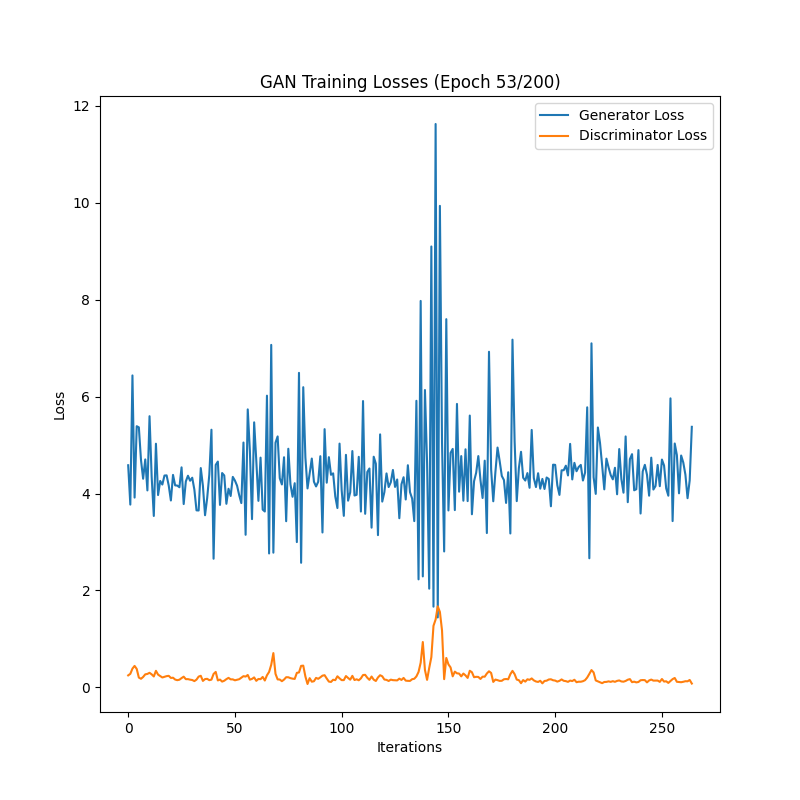 GAN Training Losses (Epoch 53/200)
Generator Loss
Discriminator Loss
12
10
8
6
4
2
0
Loss
0 50 100 150 200 250
Iterations